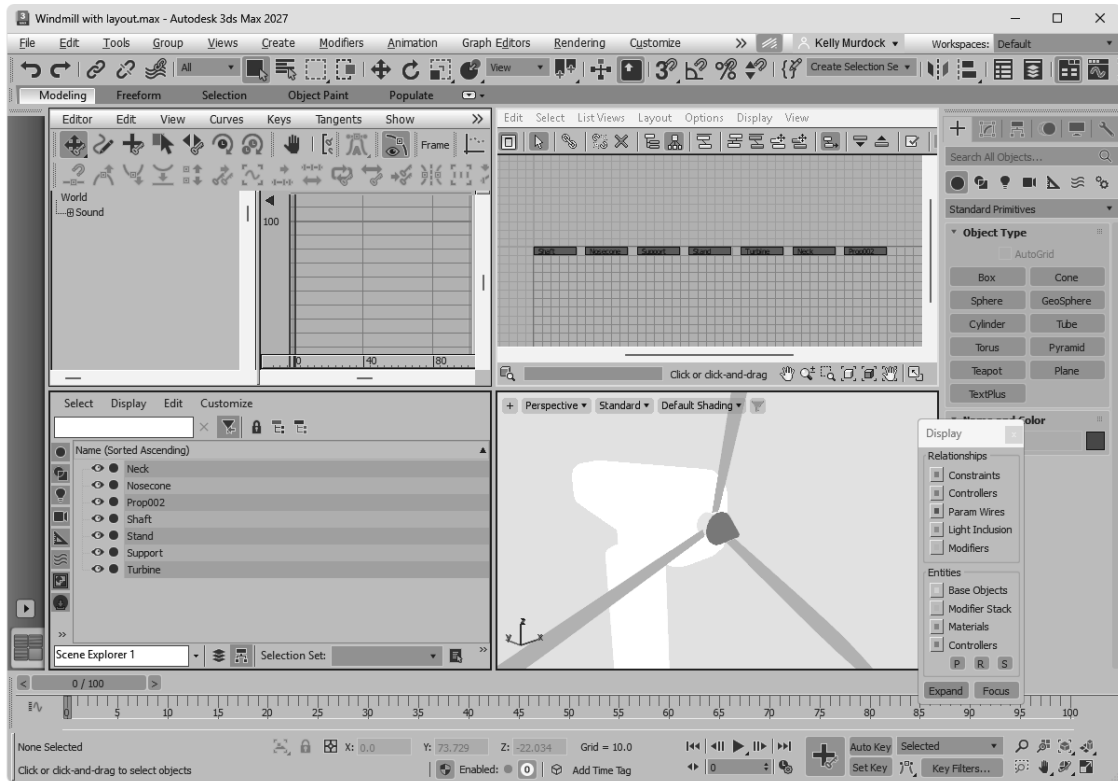 Windmill with layout.max - Autodesk 3ds Max 2027
File Edit Tools Group Views Create Modifiers Animation Graph Editors Rendering Customize Kelly Murdock Workspaces: Default
All View Create Selection Se
Modeling Freeform Selection Object Paint Populate
Editor Edit View Curves Keys Tangents Show
Frame
World
Sound
100
0 40 80
Edit Select List Views Layout Options Display View
Shaft Nosecone Support Stand Turbine Neck Prop002
Click or click-and-drag
Search All Objects...
Standard Primitives
Object Type
AutoGrid
Box Cone
Sphere GeoSphere
Cylinder Tube
Torus Pyramid
Teapot Plane
TextPlus
Name and Color
Select Display Edit Customize
Name (Sorted Ascending)
Neck
Nosecone
Prop002
Shaft
Stand
Support
Turbine
Scene Explorer 1 Selection Set:
+ Perspective Standard Default Shading
z
y x
Display
Relationships
Constraints
Controllers
Param Wires
Light Inclusion
Modifiers
Entities
Base Objects
Modifier Stack
Materials
Controllers
P R S
Expand Focus
< 0 / 100 >
0 5 10 15 20 25 30 35 40 45 50 55 60 65 70 75 80 85 90 95 100
None Selected X: 0.0 Y: 73.729 Z: -22.034 Grid = 10.0 Auto Key Selected
Click or click-and-drag to select objects Enabled: 0 Add Time Tag 0 Set Key Key Filters...